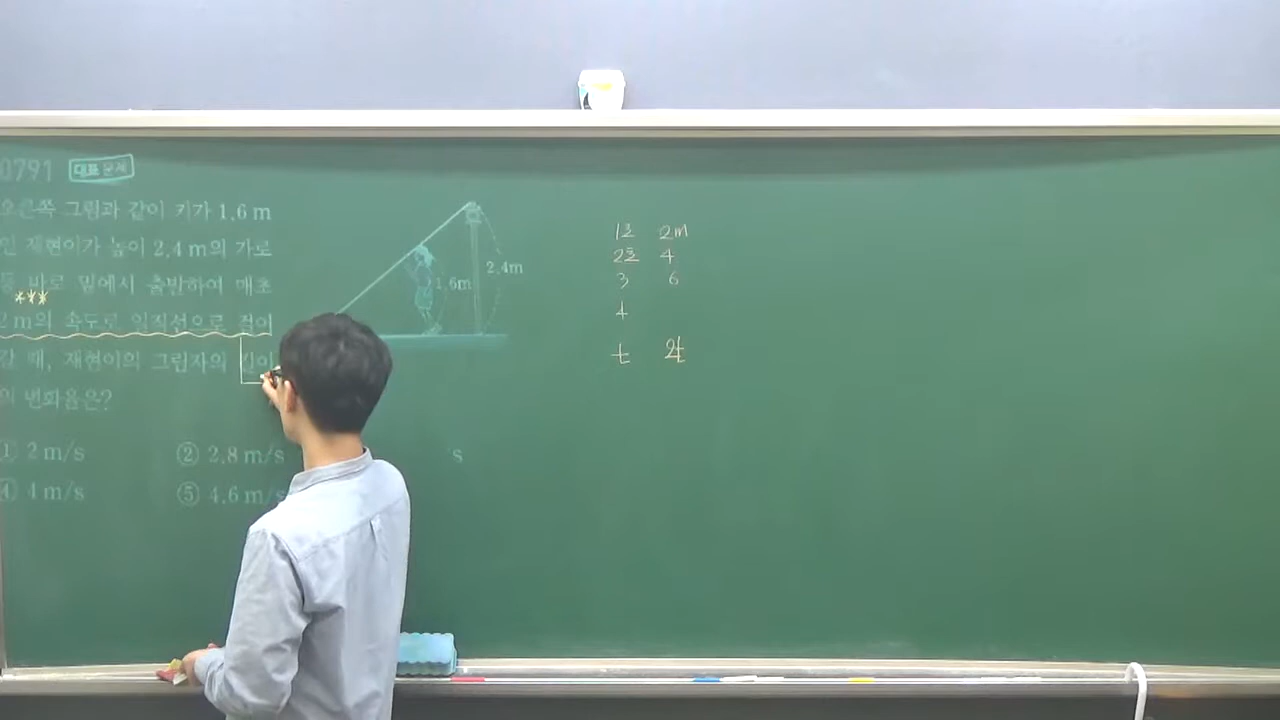 0791 대표 문제
오른쪽 그림과 같이 키가 1.6 m
인 재현이가 높이 2.4 m의 가로
등 바로 밑에서 출발하여 매초
***
2 m의 속도로 일직선으로 걸어
갈 때, 재현이의 그림자의 길이
의 변화율은?
① 2 m/s ② 2.8 m/s
④ 4 m/s ⑤ 4.6 m/s
s
1.6m
2.4m
1초 2m
2초 4
3 6
4
t 2t